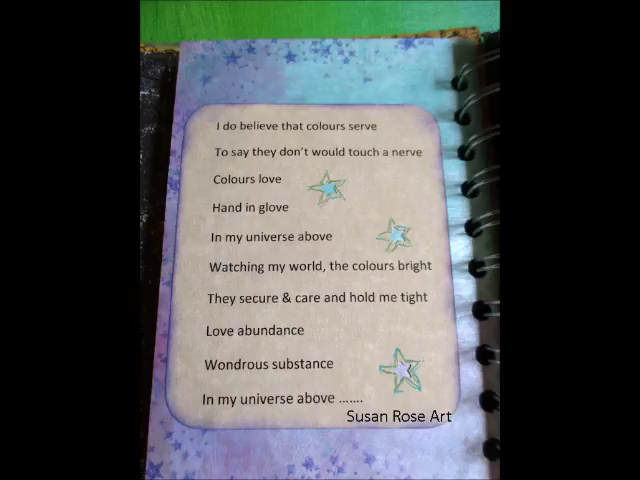 I do believe that colours serve
To say they don't would touch a nerve
Colours love
Hand in glove
In my universe above
Watching my world, the colours bright
They secure & care and hold me tight
Love abundance
Wondrous substance
In my universe above .......
Susan Rose Art